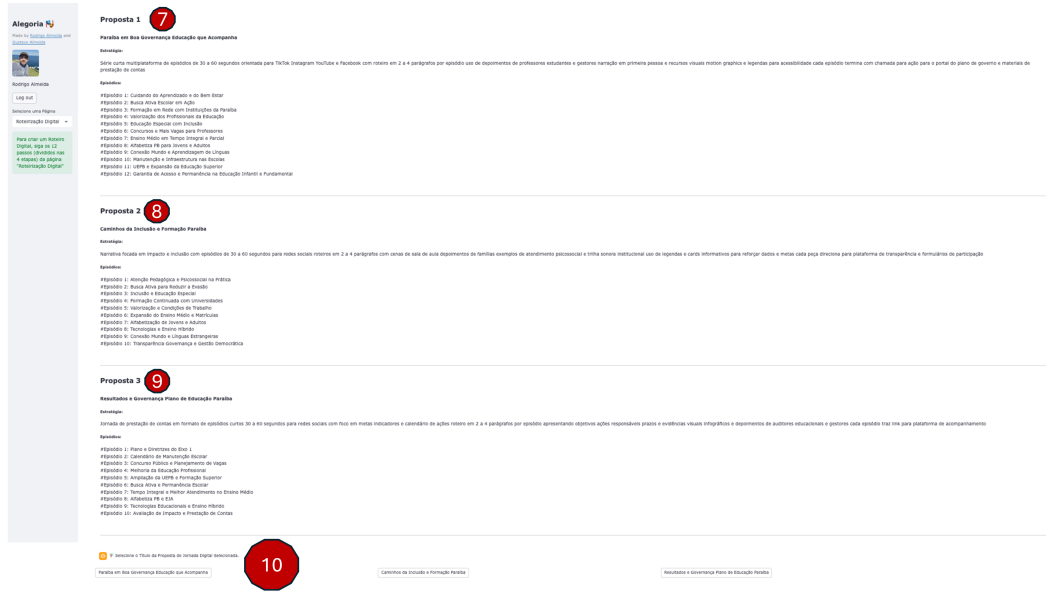 Alegoria
Made by Rodrigo Almeida and
Gustavo Almeida
Rodrigo Almeida
Log out
Selecione uma Página
Roteirização Digital
Para criar um Roteiro
Digital, siga os 12
passos (divididos nas
4 etapas) da página
"Roteirização Digital"
Proposta 1
7
Paraíba em Boa Governança Educação que Acompanha
Estratégia:
Série curta multiplataforma de episódios de 30 a 60 segundos orientada para TikTok Instagram YouTube e Facebook com roteiro em 2 a 4 parágrafos por episódio uso de depoimentos de professores estudantes e gestores narração em primeira pessoa e recursos visuais motion graphics e legendas para acessibilidade cada episódio termina com chamada para ação para o portal do plano de governo e materiais de
prestação de contas
Episódios:
#Episódio 1: Cuidando do Aprendizado e do Bem Estar
#Episódio 2: Busca Ativa Escolar em Ação
#Episódio 3: Formação em Rede com Instituições da Paraíba
#Episódio 4: Valorização dos Profissionais da Educação
#Episódio 5: Educação Especial com Inclusão
#Episódio 6: Concursos e Mais Vagas para Professores
#Episódio 7: Ensino Médio em Tempo Integral e Parcial
#Episódio 8: Alfabetiza PB para Jovens e Adultos
#Episódio 9: Conexão Mundo e Aprendizagem de Línguas
#Episódio 10: Manutenção e Infraestrutura nas Escolas
#Episódio 11: UEPB e Expansão da Educação Superior
#Episódio 12: Garantia de Acesso e Permanência na Educação Infantil e Fundamental
Proposta 2
8
Caminhos da Inclusão e Formação Paraíba
Estratégia:
Narrativa focada em impacto e inclusão com episódios de 30 a 60 segundos para redes sociais roteiros em 2 a 4 parágrafos com cenas de sala de aula depoimentos de famílias exemplos de atendimento psicossocial e trilha sonora institucional uso de legendas e cards informativos para reforçar dados e metas cada peça direciona para plataforma de transparência e formulários de participação
Episódios:
#Episódio 1: Atenção Pedagógica e Psicossocial na Prática
#Episódio 2: Busca Ativa para Reduzir a Evasão
#Episódio 3: Inclusão e Educação Especial
#Episódio 4: Formação Continuada com Universidades
#Episódio 5: Valorização e Condições de Trabalho
#Episódio 6: Expansão do Ensino Médio e Matrículas
#Episódio 7: Alfabetização de Jovens e Adultos
#Episódio 8: Tecnologias e Ensino Híbrido
#Episódio 9: Conexão Mundo e Línguas Estrangeiras
#Episódio 10: Transparência Governança e Gestão Democrática
Proposta 3
9
Resultados e Governança Plano de Educação Paraíba
Estratégia:
Jornada de prestação de contas em formato de episódios curtos 30 a 60 segundos para redes sociais com foco em metas indicadores e calendário de ações roteiro em 2 a 4 parágrafos por episódio apresentando objetivos ações responsáveis prazos e evidências visuais infográficos e depoimentos de auditores educacionais e gestores cada episódio traz link para plataforma de acompanhamento
Episódios:
#Episódio 1: Plano e Diretrizes do Eixo 1
#Episódio 2: Calendário de Manutenção Escolar
#Episódio 3: Concurso Público e Planejamento de Vagas
#Episódio 4: Melhoria da Educação Profissional
#Episódio 5: Ampliação da UEPB e Formação Superior
#Episódio 6: Busca Ativa e Permanência Escolar
#Episódio 7: Tempo Integral e Melhor Atendimento no Ensino Médio
#Episódio 8: Alfabetiza PB e EJA
#Episódio 9: Tecnologias Educacionais e Ensino Híbrido
#Episódio 10: Avaliação de Impacto e Prestação de Contas
Selecione o Título da Proposta de Jornada Digital Selecionada.
10
Paraíba em Boa Governança Educação que Acompanha
Caminhos da Inclusão e Formação Paraíba
Resultados e Governança Plano de Educação Paraíba